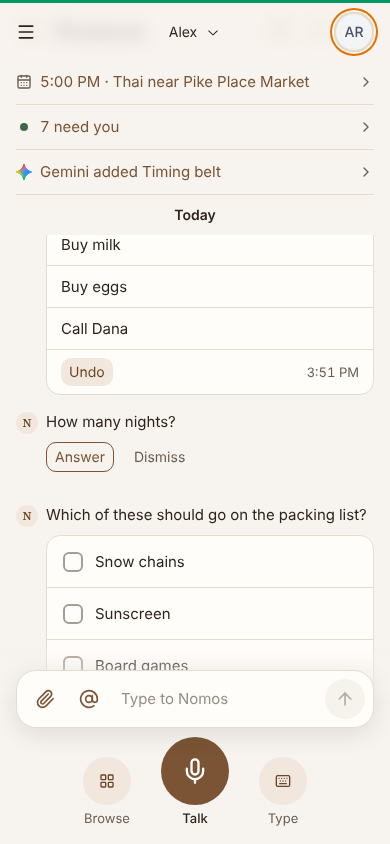 Alex
AR
5:00 PM · Thai near Pike Place Market
7 need you
Gemini added Timing belt
Today
Buy milk
Buy eggs
Call Dana
Undo
3:51 PM
N
How many nights?
Answer
Dismiss
N
Which of these should go on the packing list?
Snow chains
Sunscreen
Board games
Type to Nomos
Browse
Talk
Type